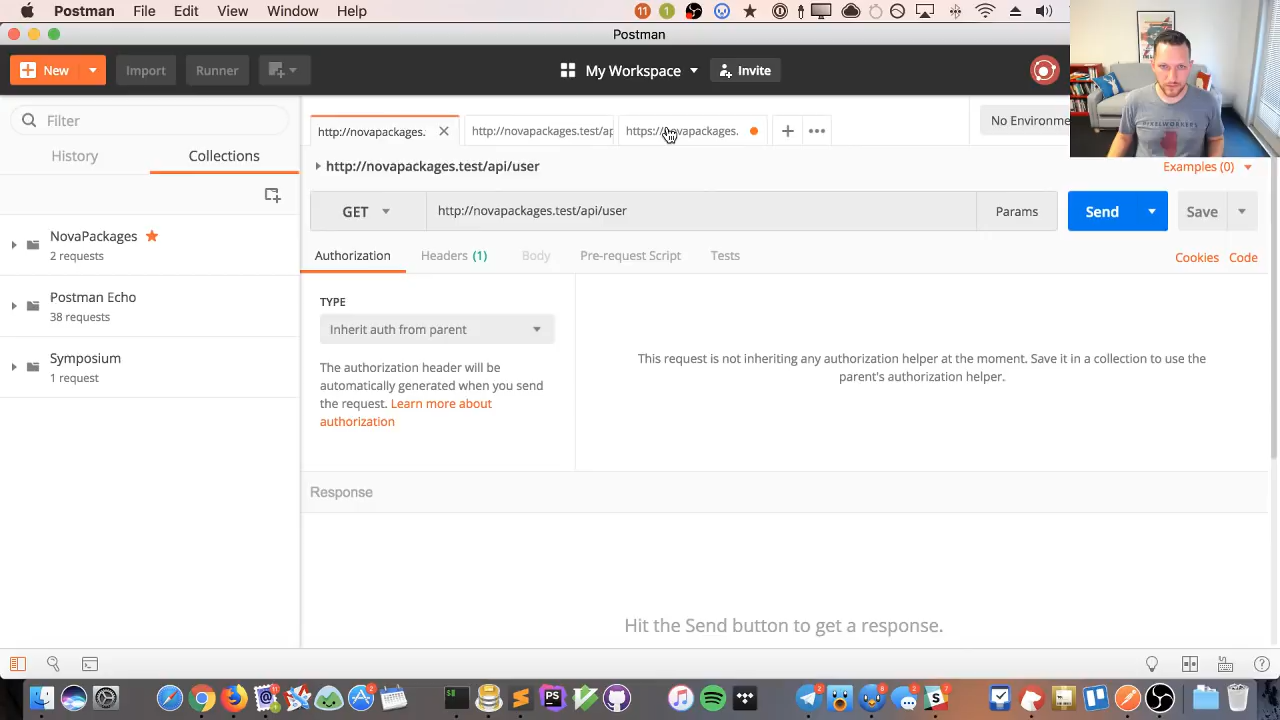 Postman File Edit View Window Help 11 1
Postman
New Import Runner My Workspace Invite
Filter
History Collections
NovaPackages
2 requests
Postman Echo
38 requests
Symposium
1 request
http://novapackages. http://novapackages.test/ap https://novapackages. No Environme
http://novapackages.test/api/user Examples (0)
GET http://novapackages.test/api/user Params Send Save
Authorization Headers (1) Body Pre-request Script Tests Cookies Code
TYPE
Inherit auth from parent
The authorization header will be
automatically generated when you send
the request. Learn more about
authorization
This request is not inheriting any authorization helper at the moment. Save it in a collection to use the
parent's authorization helper.
Response
Hit the Send button to get a response.